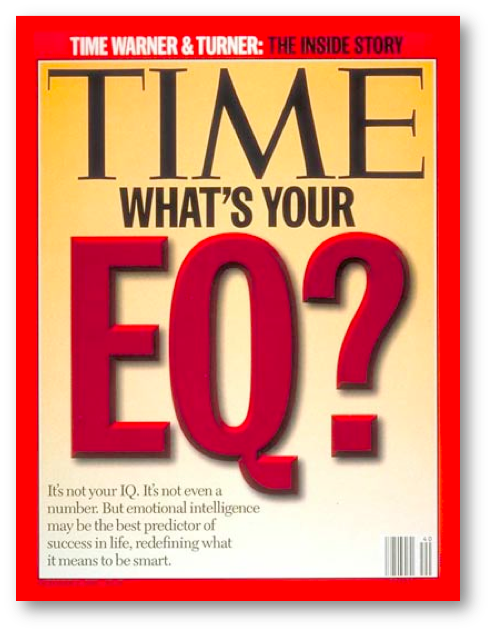 TIME WARNER & TURNER: THE INSIDE STORY
TIME
WHAT'S YOUR
EQ?
It's not your IQ. It's not even a
number. But emotional intelligence
may be the best predictor of
success in life, redefining what
it means to be smart.
40